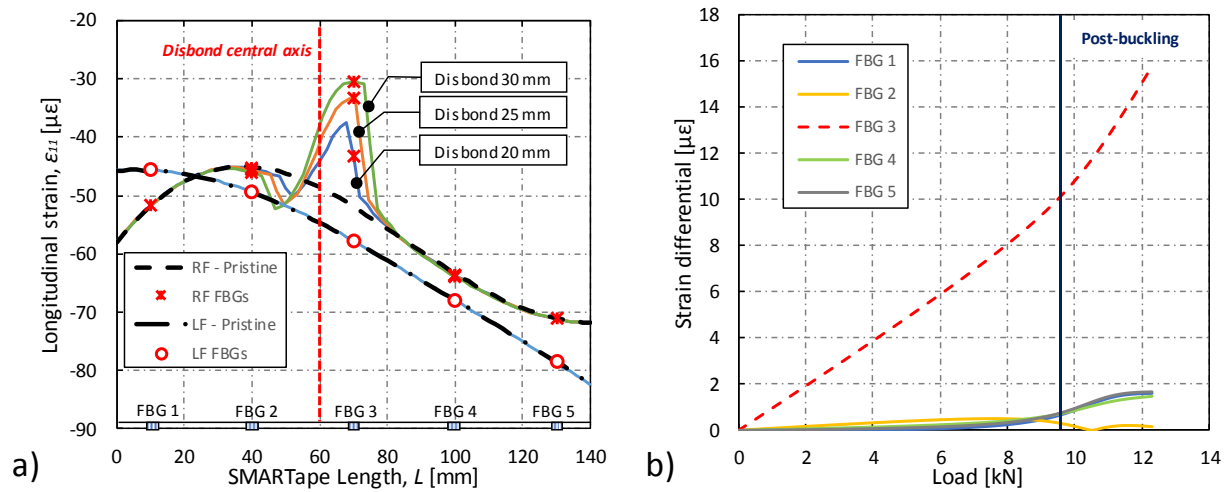 -20
-30
-40
-50
-60
-70
-80
-90
Longitudinal strain, ε11 [µε]
Disbond central axis
Disbond 30 mm
Disbond 25 mm
Disbond 20 mm
RF - Pristine
RF FBGs
LF - Pristine
LF FBGs
FBG 1 FBG 2 FBG 3 FBG 4 FBG 5
0 20 40 60 80 100 120 140
SMARTape Length, L [mm]
a)
18
16
14
12
10
8
6
4
2
0
Strain differential [µε]
FBG 1
FBG 2
FBG 3
FBG 4
FBG 5
Post-buckling
0 2 4 6 8 10 12 14
Load [kN]
b)